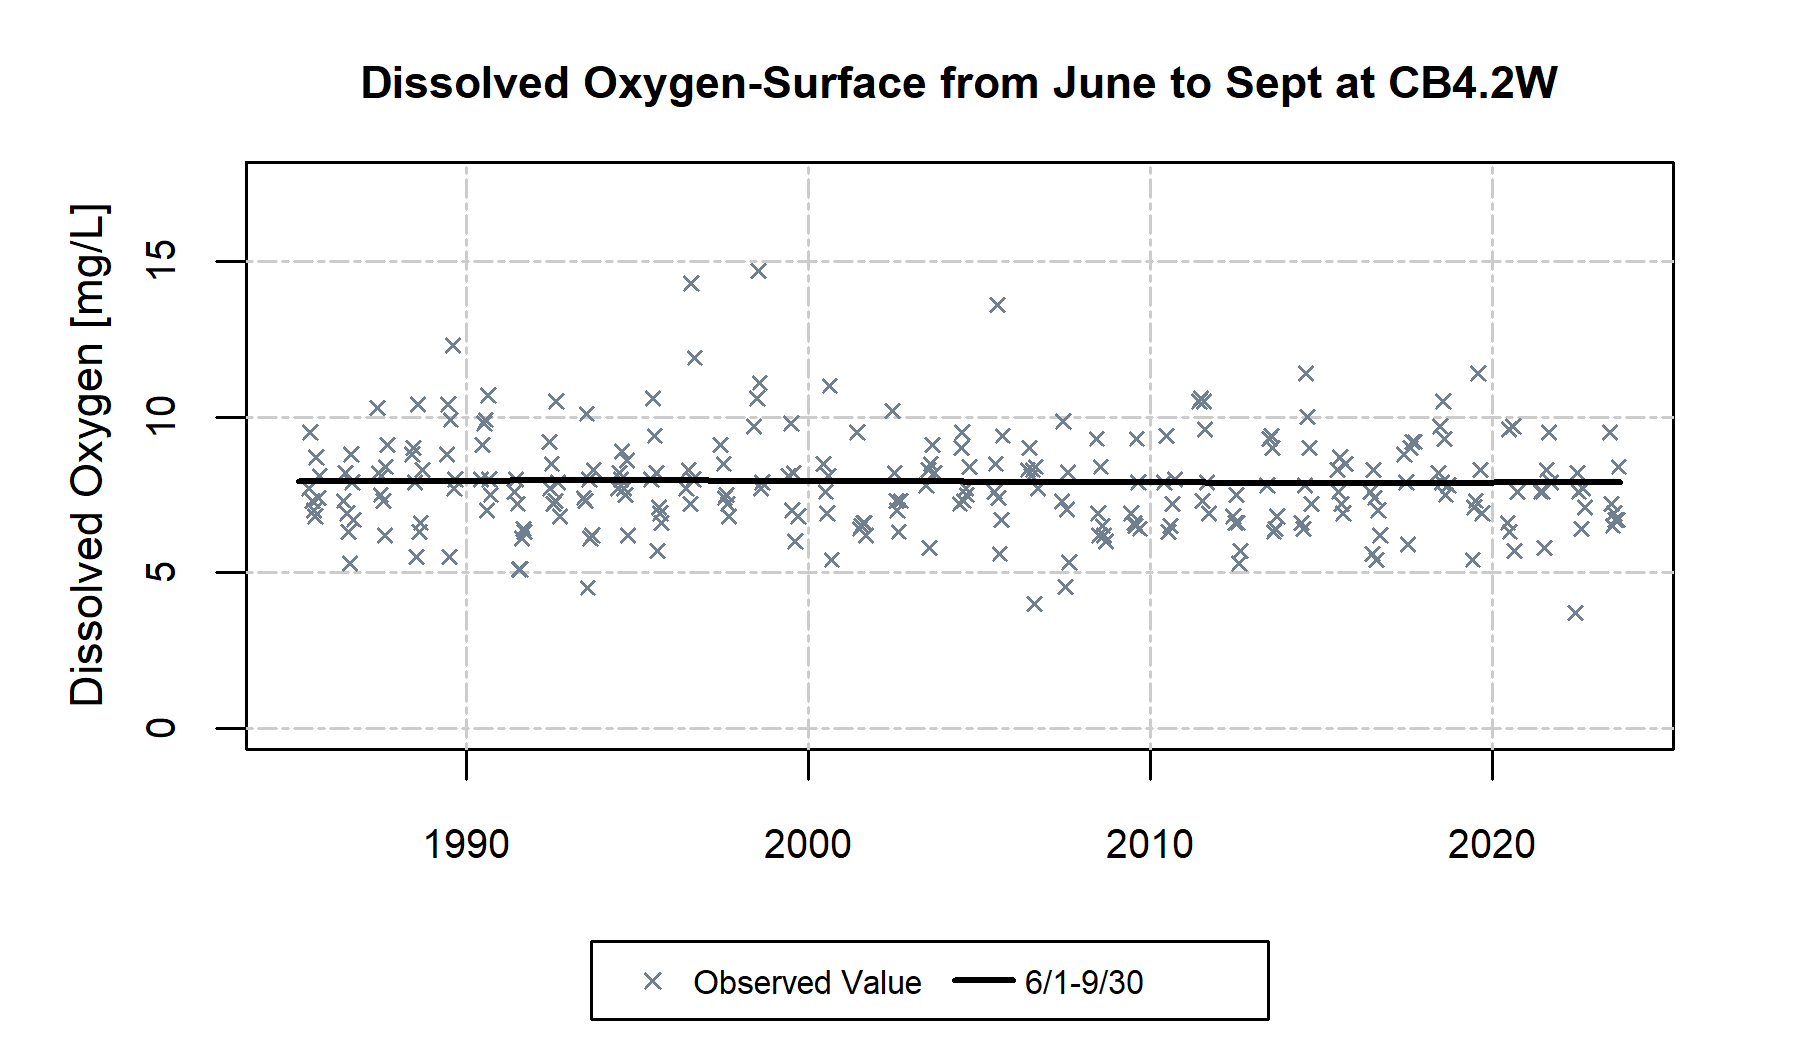 Dissolved Oxygen-Surface from June to Sept at CB4.2W
Dissolved Oxygen [mg/L]
15
10
5
0
1990 2000 2010 2020
Observed Value 6/1-9/30